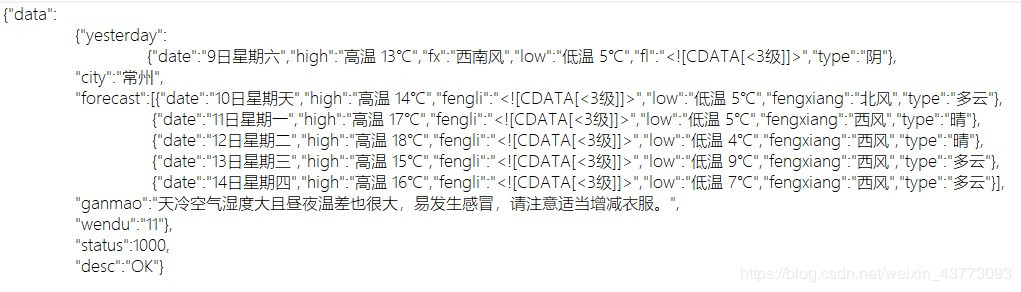 {"data":
{"yesterday":
{"date":"9日星期六","high":"高温 13℃","fx":"西南风","low":"低温 5℃","fl":"<![CDATA[<3级]]>","type":"阴"},
"city":"常州",
"forecast":[{"date":"10日星期天","high":"高温 14℃","fengli":"<![CDATA[<3级]]>","low":"低温 5℃","fengxiang":"北风","type":"多云"},
{"date":"11日星期一","high":"高温 17℃","fengli":"<![CDATA[<3级]]>","low":"低温 5℃","fengxiang":"西风","type":"晴"},
{"date":"12日星期二","high":"高温 18℃","fengli":"<![CDATA[<3级]]>","low":"低温 4℃","fengxiang":"西风","type":"晴"},
{"date":"13日星期三","high":"高温 15℃","fengli":"<![CDATA[<3级]]>","low":"低温 9℃","fengxiang":"西风","type":"多云"},
{"date":"14日星期四","high":"高温 16℃","fengli":"<![CDATA[<3级]]>","low":"低温 7℃","fengxiang":"西风","type":"多云"}],
"ganmao":"天冷空气湿度大且昼夜温差也很大，易发生感冒，请注意适当增减衣服。",
"wendu":"11"},
"status":1000,
"desc":"OK"}
https://blog.csdn.net/weixin_43773093